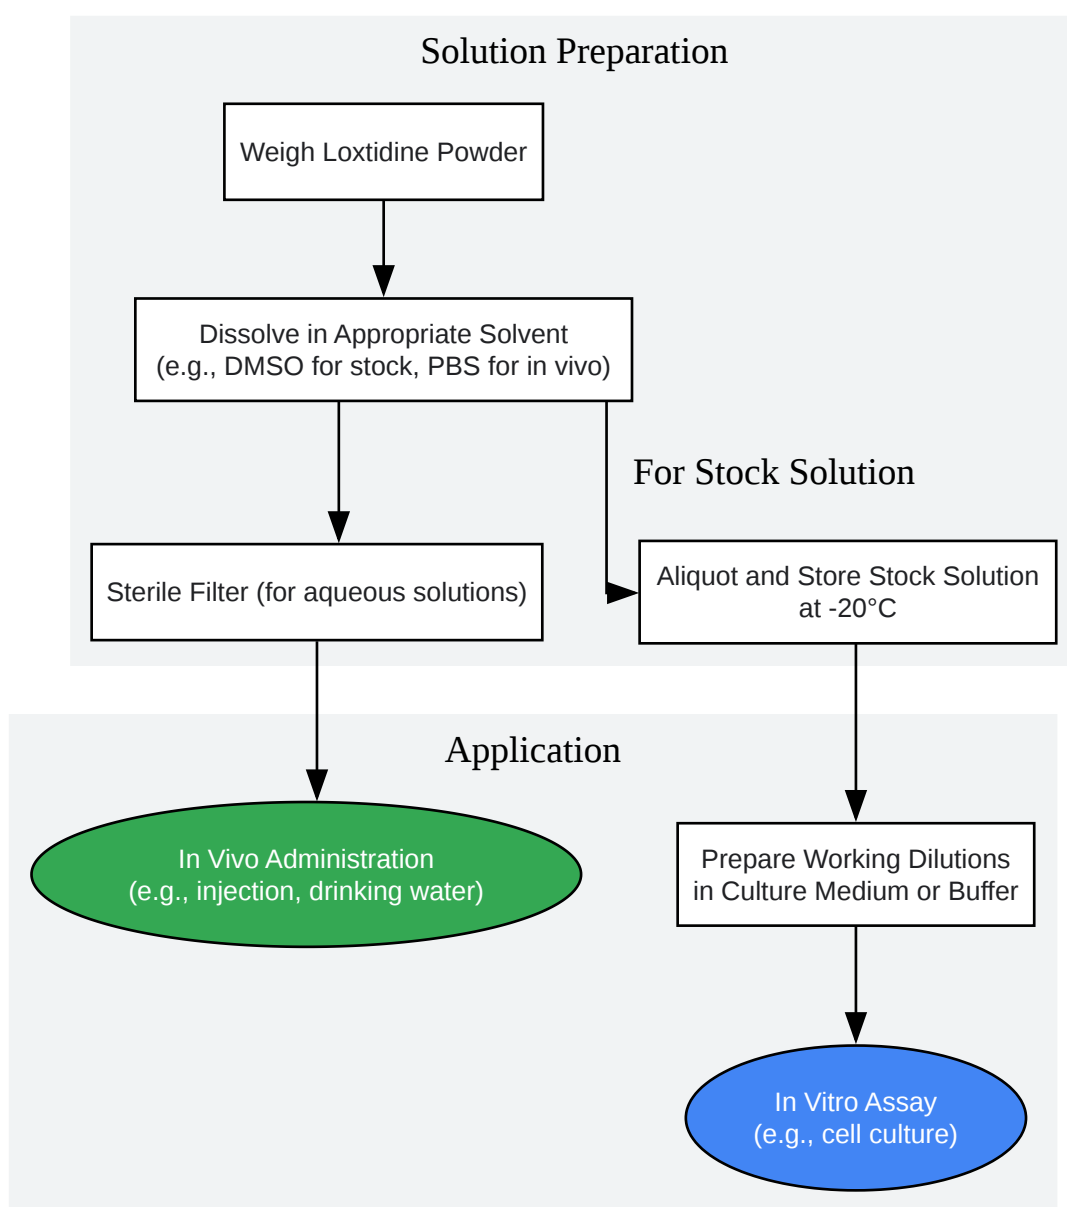 Solution Preparation
Weigh Loxtidine Powder
Dissolve in Appropriate Solvent
(e.g., DMSO for stock, PBS for in vivo)
For Stock Solution
Sterile Filter (for aqueous solutions)
Aliquot and Store Stock Solution
at -20°C
Application
In Vivo Administration
(e.g., injection, drinking water)
Prepare Working Dilutions
in Culture Medium or Buffer
In Vitro Assay
(e.g., cell culture)